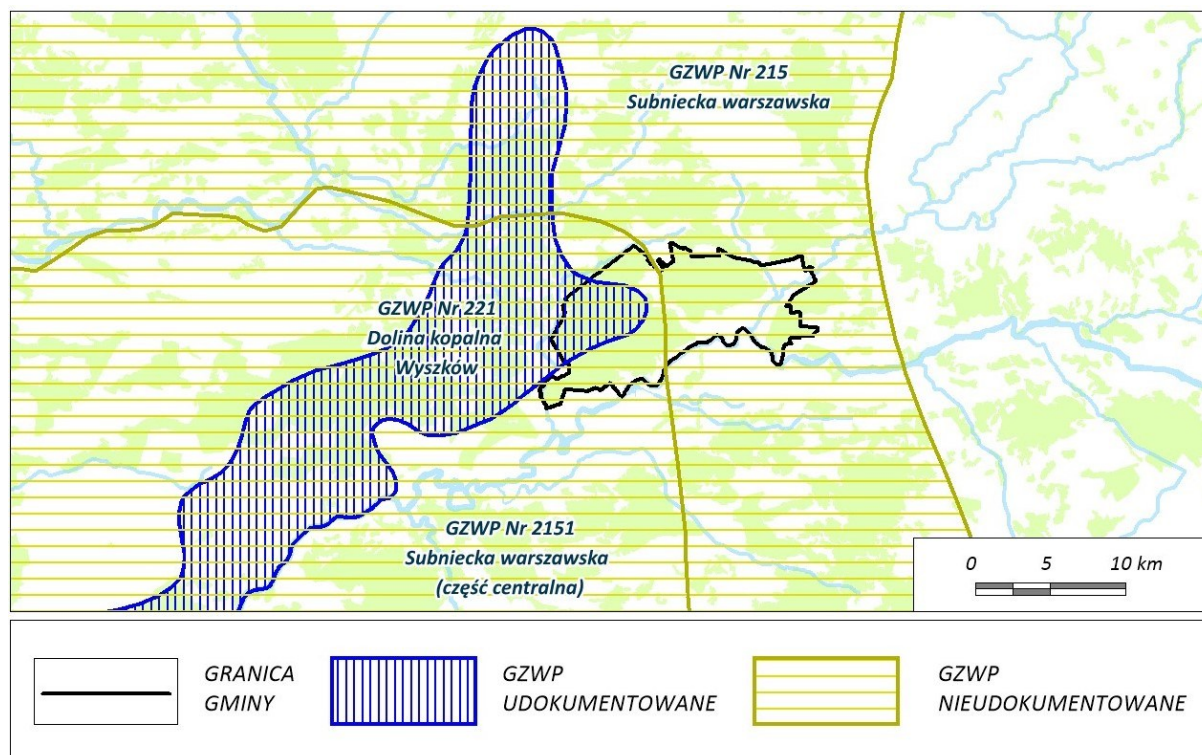 GZWP Nr 215
Subniecka warszawska
GZWP Nr 221
Dolina kopalna
Wyszków
GZWP Nr 2151
Subniecka warszawska
(część centralna)
0 5 10 km
GRANICA
GMINY
GZWP
UDOKUMENTOWANE
GZWP
NIEUDOKUMENTOWANE